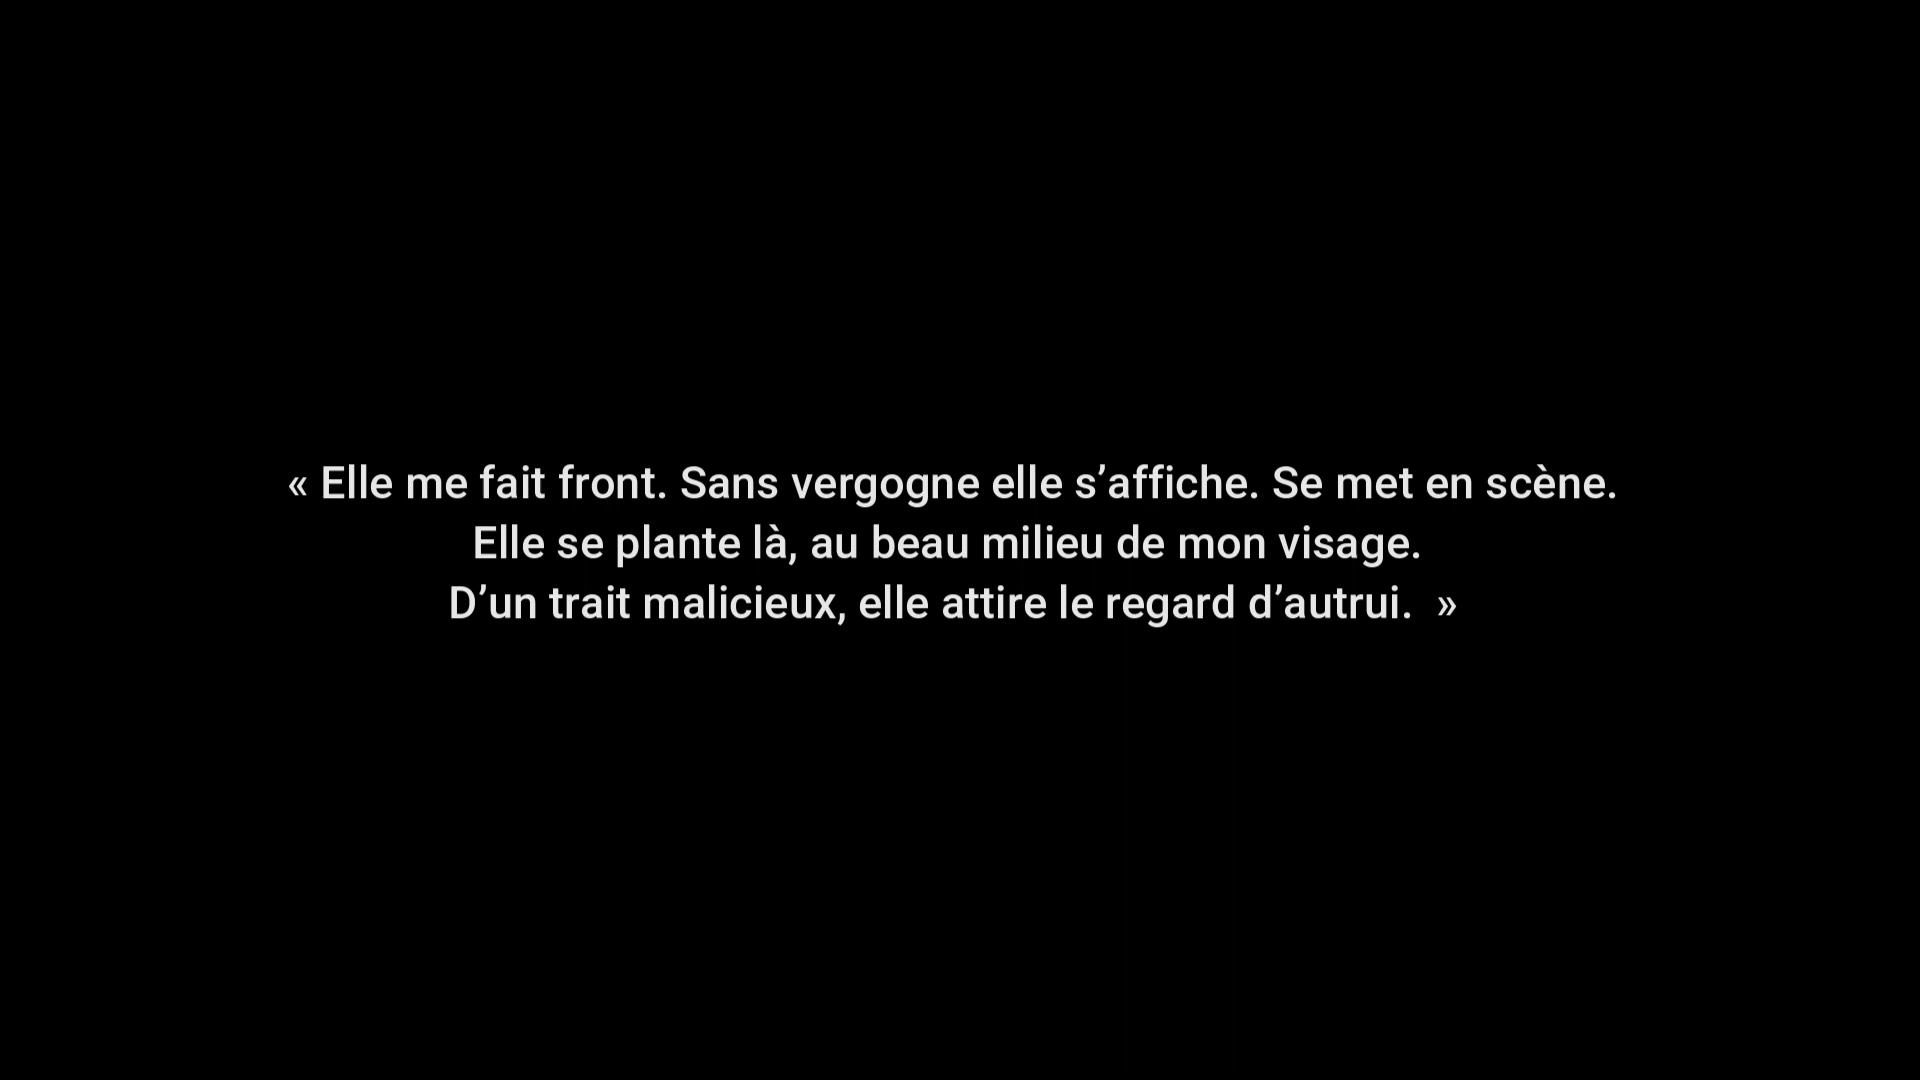 « Elle me fait front. Sans vergogne elle s’affiche. Se met en scène.
Elle se plante là, au beau milieu de mon visage.
D’un trait malicieux, elle attire le regard d’autrui.  »